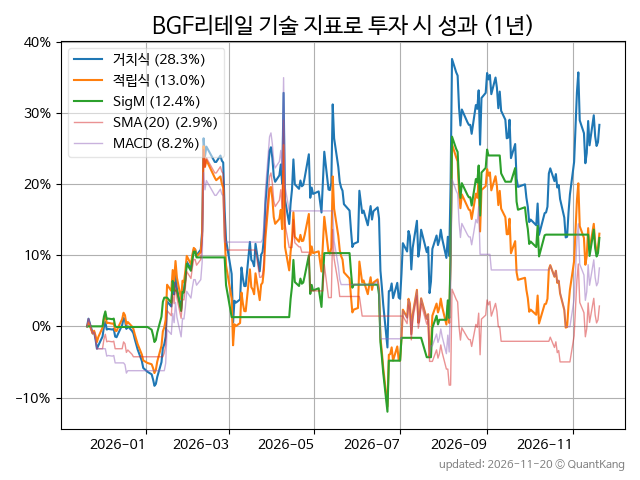 BGF리테일 기술 지표로 투자 시 성과 (1년)
40%
30%
20%
10%
0%
−10%
거치식 (28.3%)
적립식 (13.0%)
SigM (12.4%)
SMA(20) (2.9%)
MACD (8.2%)
2026-01 2026-03 2026-05 2026-07 2026-09 2026-11
updated: 2026-11-20 © QuantKang